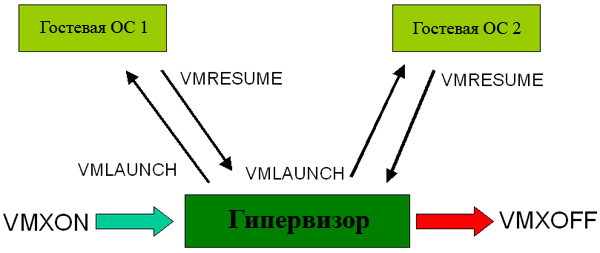 Гостевая ОС 1
Гостевая ОС 2
VMRESUME
VMRESUME
VMLAUNCH
VMLAUNCH
VMXON
Гипервизор
VMXOFF